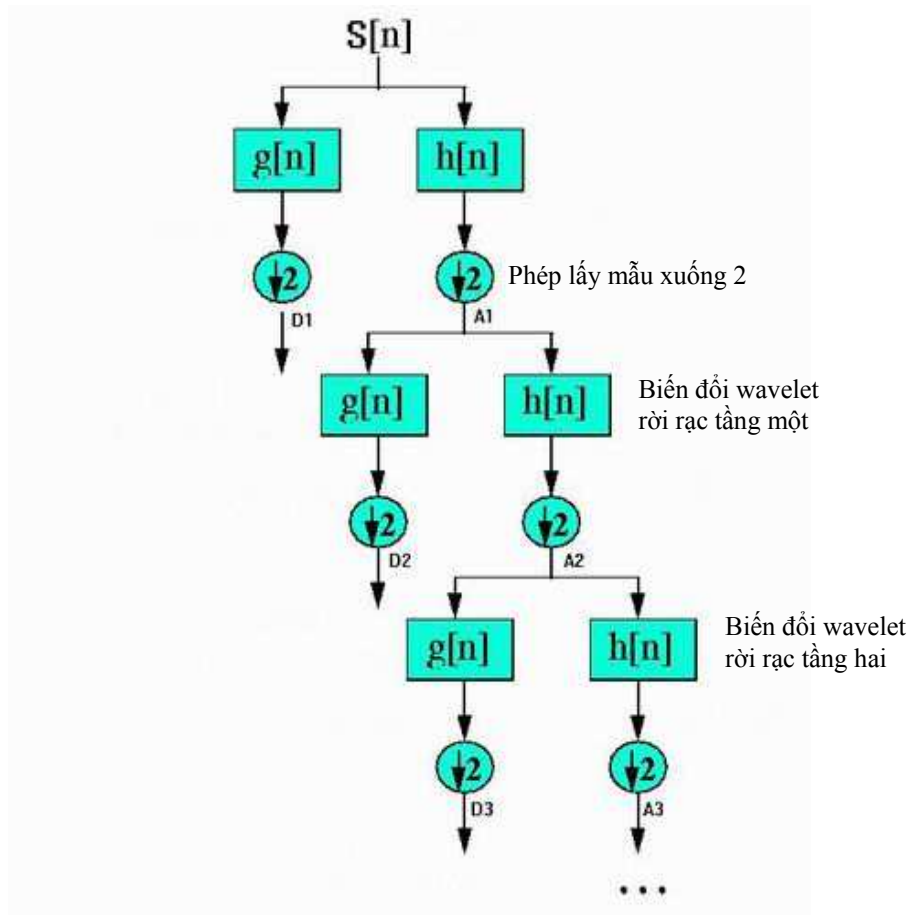 S[n]
g[n]
h[n]
↓2
↓2
Phép lấy mẫu xuống 2
D1
A1
g[n]
h[n]
Biến đổi wavelet
rời rạc tầng một
↓2
↓2
D2
A2
g[n]
h[n]
Biến đổi wavelet
rời rạc tầng hai
↓2
↓2
D3
A3
...